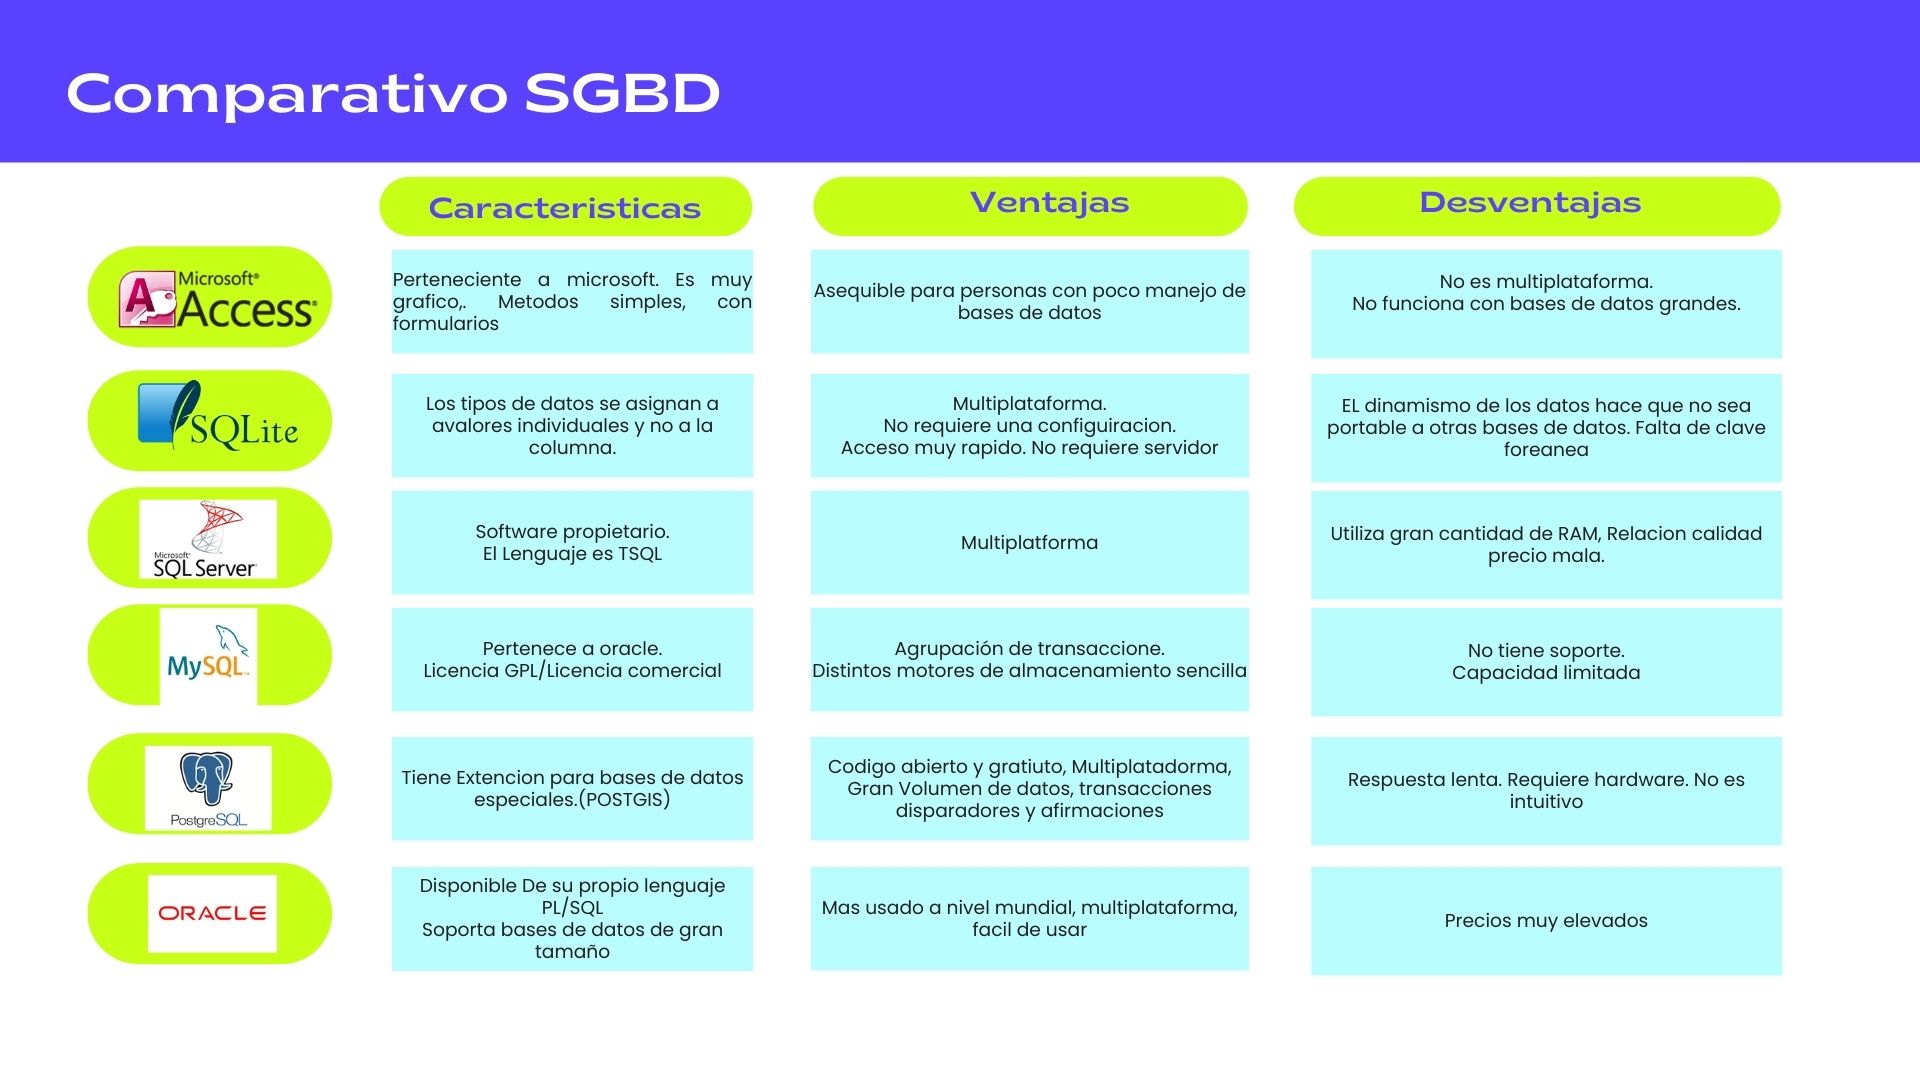 Comparativo SGBD
Caracteristicas
Ventajas
Desventajas
Microsoft®
Access®
Perteneciente a microsoft. Es muy
grafico,. Metodos simples, con
formularios
Asequible para personas con poco manejo de
bases de datos
No es multiplataforma.
No funciona con bases de datos grandes.
SQLite
Los tipos de datos se asignan a
avalores individuales y no a la
columna.
Multiplataforma.
No requiere una configuiracion.
Acceso muy rapido. No requiere servidor
EL dinamismo de los datos hace que no sea
portable a otras bases de datos. Falta de clave
foreanea
Microsoft®
SQL Server®
Software propietario.
El Lenguaje es TSQL
Multiplatforma
Utiliza gran cantidad de RAM, Relacion calidad
precio mala.
MySQL™
Pertenece a oracle.
Licencia GPL/Licencia comercial
Agrupación de transaccione.
Distintos motores de almacenamiento sencilla
No tiene soporte.
Capacidad limitada
PostgreSQL
Tiene Extencion para bases de datos
especiales.(POSTGIS)
Codigo abierto y gratiuto, Multiplatadorma,
Gran Volumen de datos, transacciones
disparadores y afirmaciones
Respuesta lenta. Requiere hardware. No es
intuitivo
ORACLE
Disponible De su propio lenguaje
PL/SQL
Soporta bases de datos de gran
tamaño
Mas usado a nivel mundial, multiplataforma,
facil de usar
Precios muy elevados